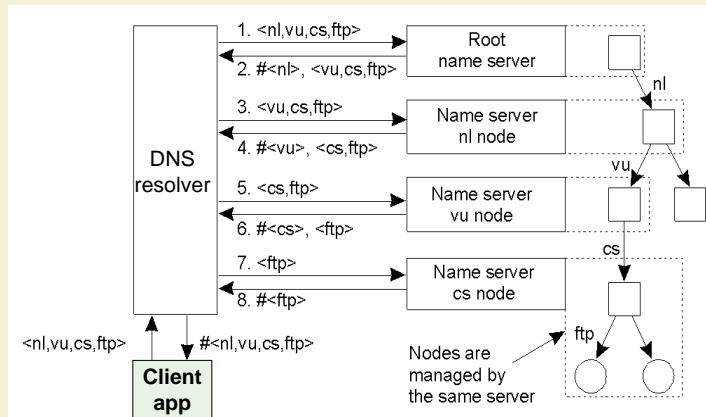 1. <nl,vu,cs,ftp>
2. #<nl>, <vu,cs,ftp>
Root
name server
nl
3. <vu,cs,ftp>
4. #<vu>, <cs,ftp>
Name server
nl node
DNS
resolver
vu
5. <cs,ftp>
6. #<cs>, <ftp>
Name server
vu node
cs
7. <ftp>
8. #<ftp>
Name server
cs node
ftp
<nl,vu,cs,ftp>
#<nl,vu,cs,ftp>
Nodes are
managed by
the same server
Client
app